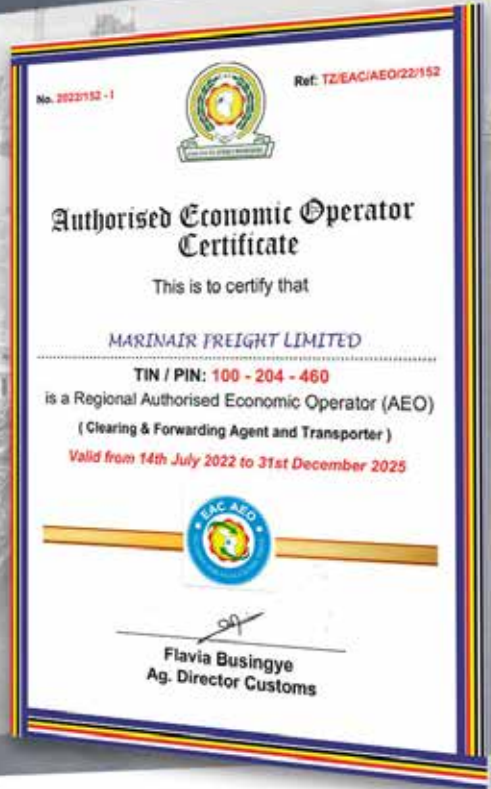 No. 2022/152 - I
Ref: TZ/EAC/AEO/22/152
Authorised Economic Operator
Certificate
This is to certify that
MARINAIR FREIGHT LIMITED
TIN / PIN: 100 - 204 - 460
is a Regional Authorised Economic Operator (AEO)
( Clearing & Forwarding Agent and Transporter )
Valid from 14th July 2022 to 31st December 2025
EAC AEO
Flavia Busingye
Ag. Director Customs